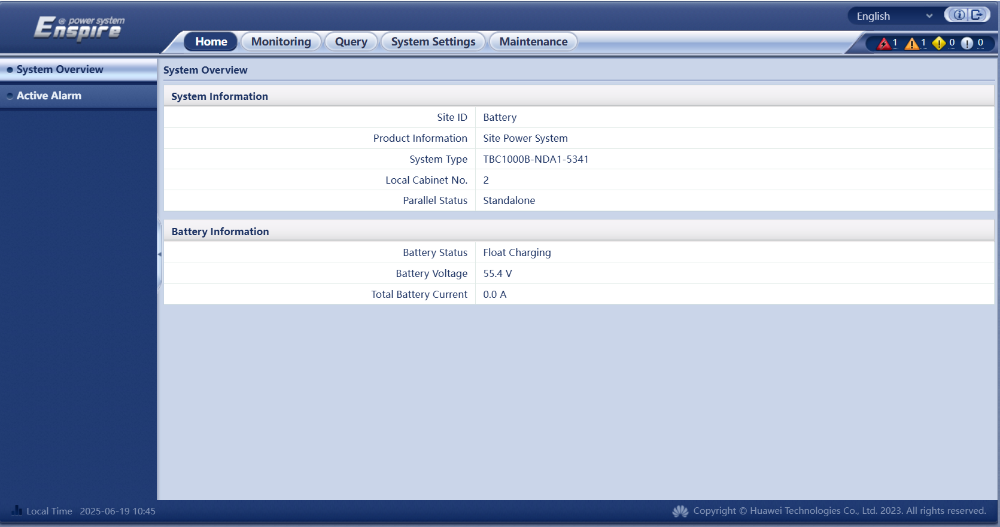 @ power system
Enspire
English
Home Monitoring Query System Settings Maintenance
1 1 0 0
System Overview
Active Alarm
System Overview
System Information
Site ID Battery
Product Information Site Power System
System Type TBC1000B-NDA1-5341
Local Cabinet No. 2
Parallel Status Standalone
Battery Information
Battery Status Float Charging
Battery Voltage 55.4 V
Total Battery Current 0.0 A
Local Time 2025-06-19 10:45
Copyright © Huawei Technologies Co., Ltd. 2023. All rights reserved.